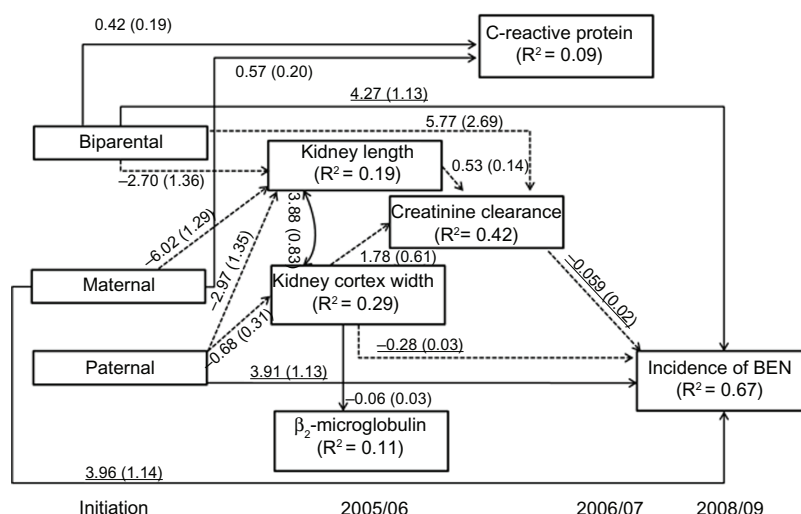 0.42 (0.19)
C-reactive protein
(R² = 0.09)
0.57 (0.20)
4.27 (1.13)
5.77 (2.69)
Biparental
Kidney length
(R² = 0.19)
0.53 (0.14)
–2.70 (1.36)
Creatinine clearance
(R² = 0.42)
3.88 (0.83)
–6.02 (1.29)
–2.97 (1.35)
1.78 (0.61)
Maternal
Kidney cortex width
(R² = 0.29)
–0.059 (0.02)
–0.68 (0.31)
–0.28 (0.03)
Paternal
3.91 (1.13)
Incidence of BEN
(R² = 0.67)
–0.06 (0.03)
β₂-microglobulin
(R² = 0.11)
3.96 (1.14)
Initiation 2005/06 2006/07 2008/09